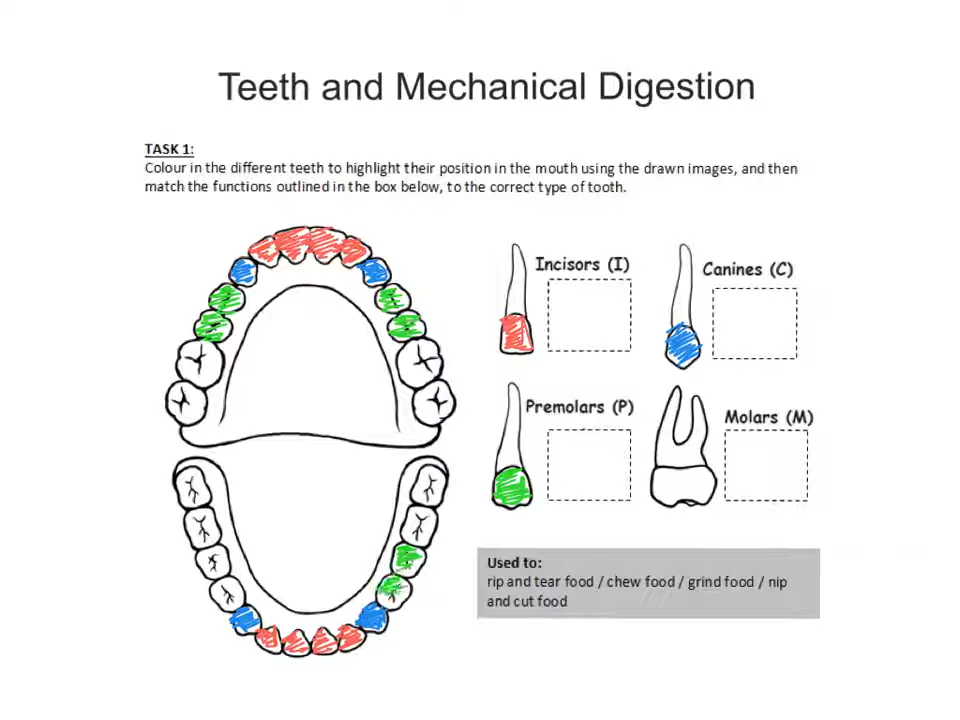 Teeth and Mechanical Digestion
TASK 1:
Colour in the different teeth to highlight their position in the mouth using the drawn images, and then
match the functions outlined in the box below, to the correct type of tooth.
Incisors (I)
Canines (C)
Premolars (P)
Molars (M)
Used to:
rip and tear food / chew food / grind food / nip
and cut food